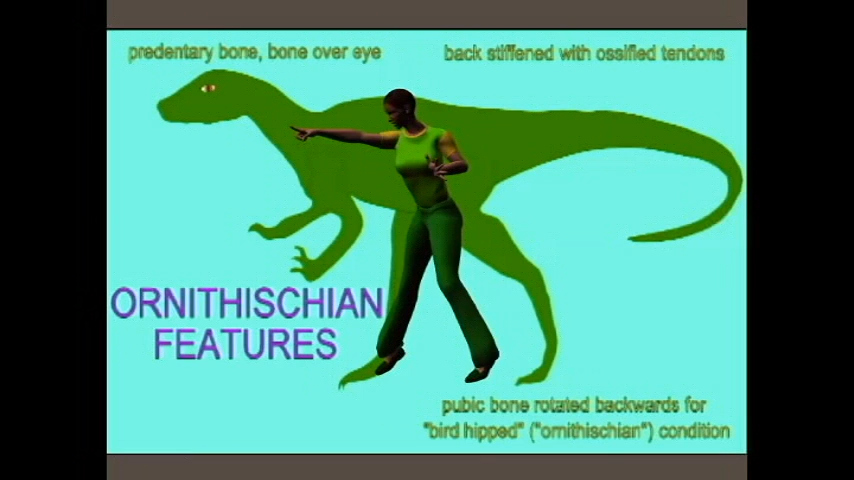 predentary bone, bone over eye
back stiffened with ossified tendons
ORNITHISCHIAN
FEATURES
pubic bone rotated backwards for
"bird hipped" ("ornithischian") condition